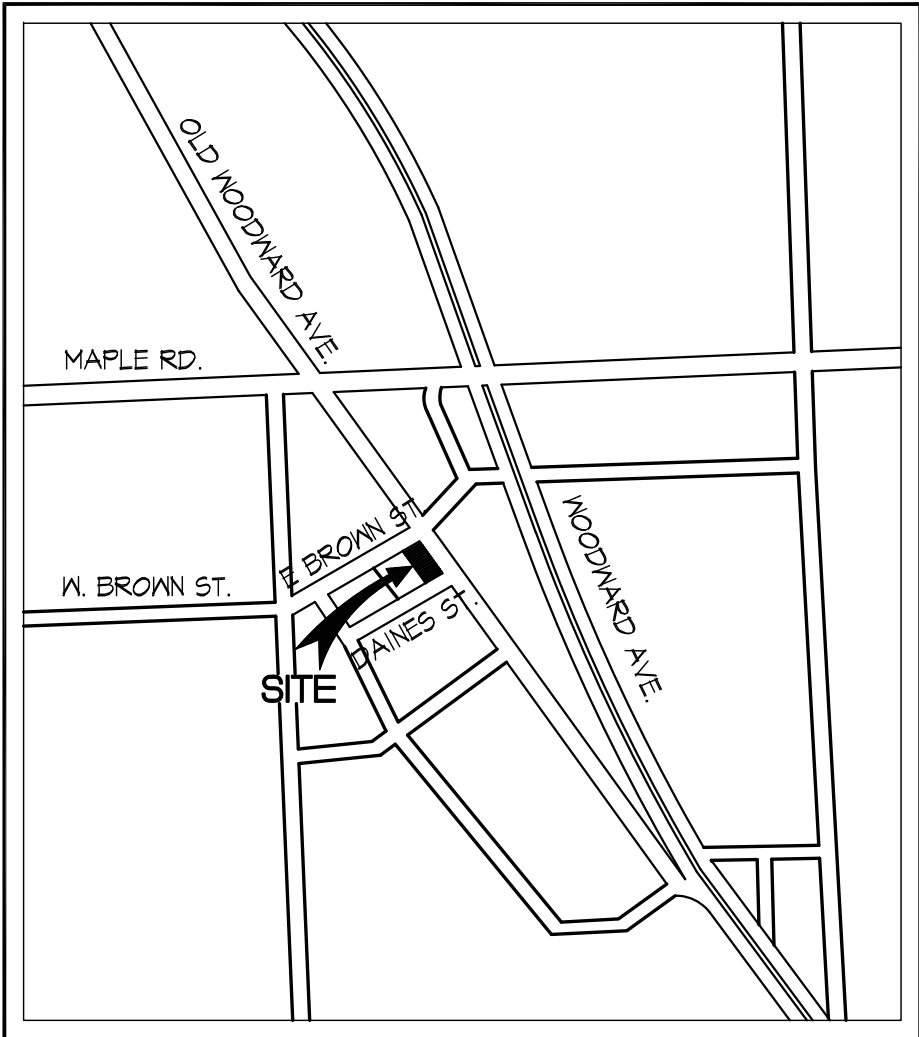 OLD WOODWARD AVE.
MAPLE RD.
E BROWN ST.
W. BROWN ST.
WOODWARD AVE.
DAINES ST.
SITE